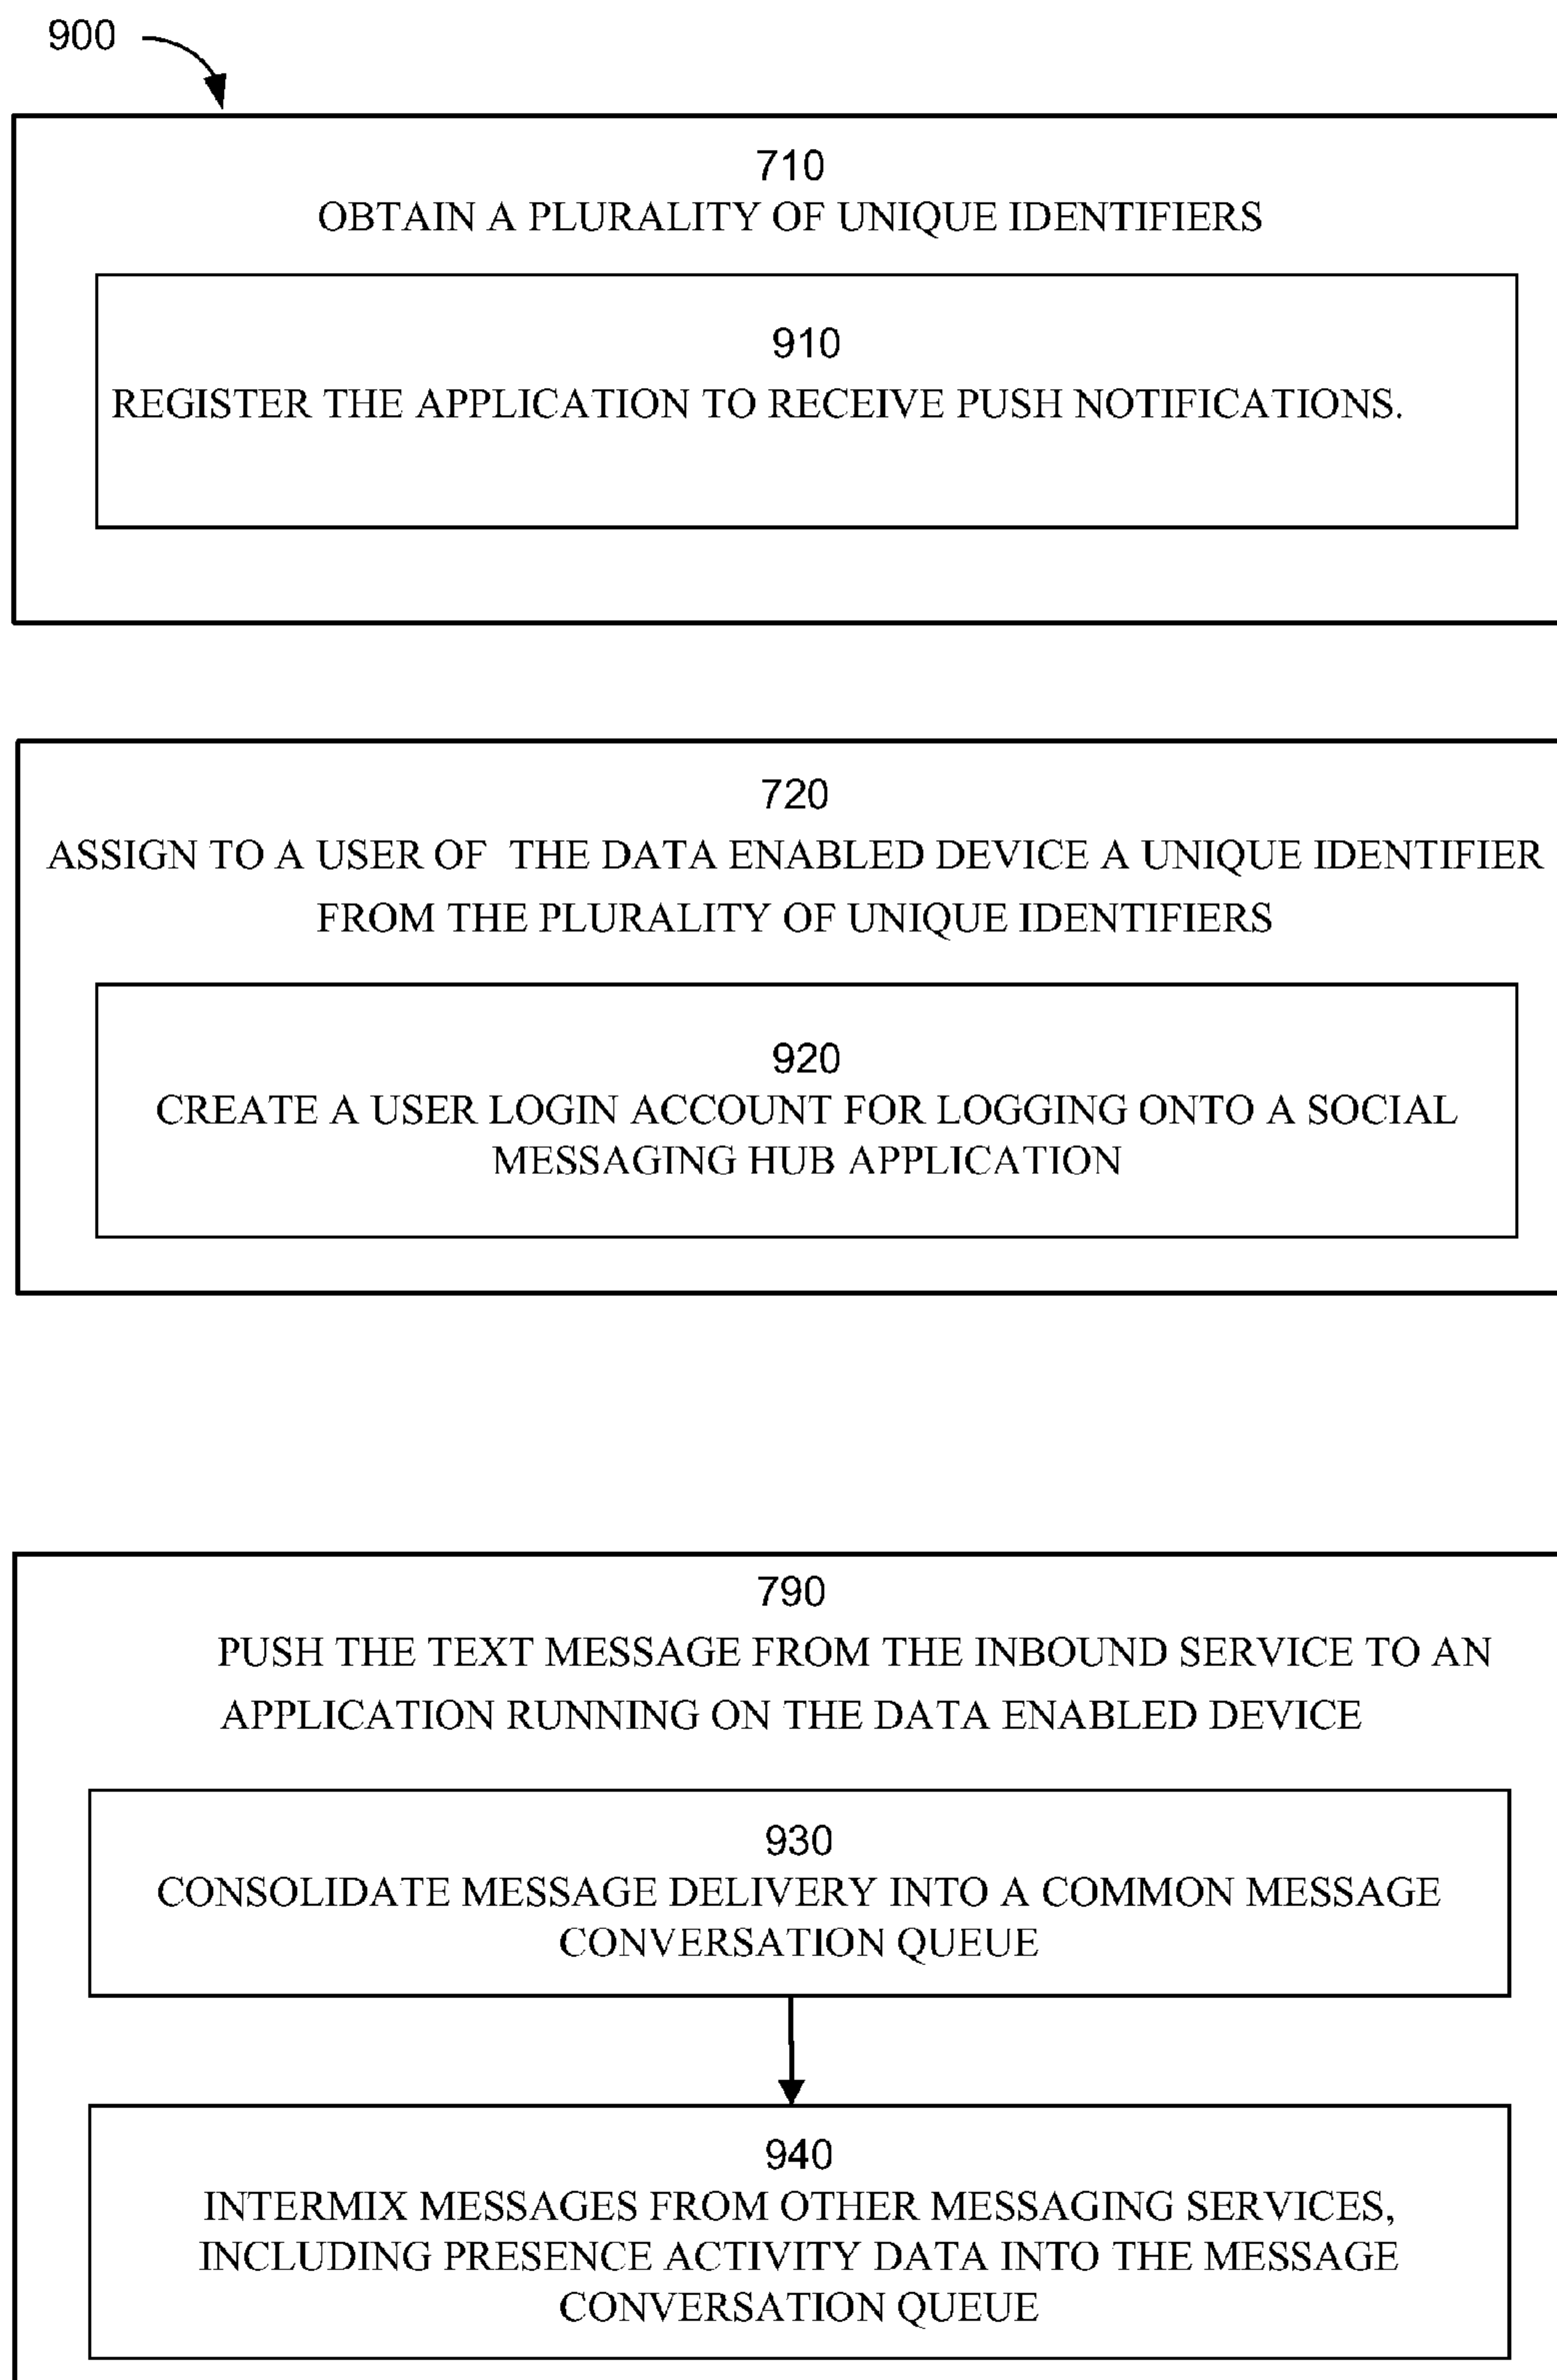 900
710
OBTAIN A PLURALITY OF UNIQUE IDENTIFIERS
910
REGISTER THE APPLICATION TO RECEIVE PUSH NOTIFICATIONS.
720
ASSIGN TO A USER OF THE DATA ENABLED DEVICE A UNIQUE IDENTIFIER
FROM THE PLURALITY OF UNIQUE IDENTIFIERS
920
CREATE A USER LOGIN ACCOUNT FOR LOGGING ONTO A SOCIAL
MESSAGING HUB APPLICATION
790
PUSH THE TEXT MESSAGE FROM THE INBOUND SERVICE TO AN
APPLICATION RUNNING ON THE DATA ENABLED DEVICE
930
CONSOLIDATE MESSAGE DELIVERY INTO A COMMON MESSAGE
CONVERSATION QUEUE
940
INTERMIX MESSAGES FROM OTHER MESSAGING SERVICES,
INCLUDING PRESENCE ACTIVITY DATA INTO THE MESSAGE
CONVERSATION QUEUE